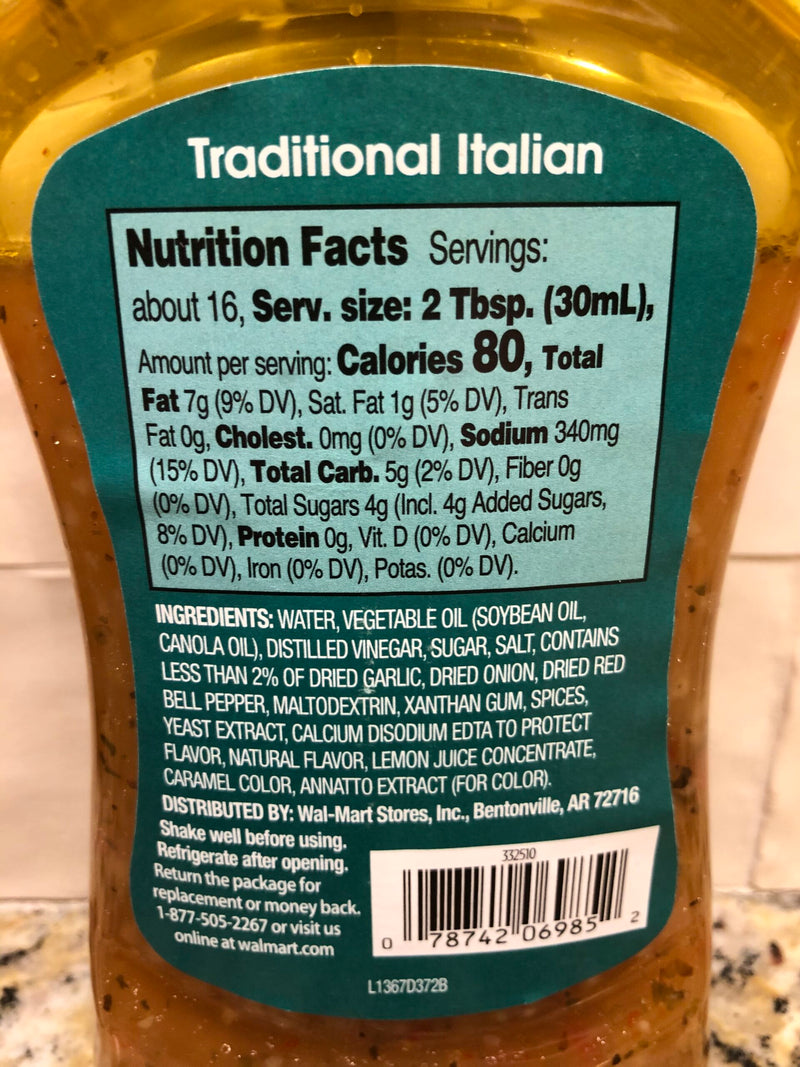 Traditional Italian
Nutrition Facts Servings:
about 16, Serv. size: 2 Tbsp. (30mL),
Amount per serving: Calories 80, Total
Fat 7g (9% DV), Sat. Fat 1g (5% DV), Trans
Fat 0g, Cholest. 0mg (0% DV), Sodium 340mg
(15% DV), Total Carb. 5g (2% DV), Fiber 0g
(0% DV), Total Sugars 4g (Incl. 4g Added Sugars,
8% DV), Protein 0g, Vit. D (0% DV), Calcium
(0% DV), Iron (0% DV), Potas. (0% DV).
INGREDIENTS: WATER, VEGETABLE OIL (SOYBEAN OIL,
CANOLA OIL), DISTILLED VINEGAR, SUGAR, SALT, CONTAINS
LESS THAN 2% OF DRIED GARLIC, DRIED ONION, DRIED RED
BELL PEPPER, MALTODEXTRIN, XANTHAN GUM, SPICES,
YEAST EXTRACT, CALCIUM DISODIUM EDTA TO PROTECT
FLAVOR, NATURAL FLAVOR, LEMON JUICE CONCENTRATE,
CARAMEL COLOR, ANNATTO EXTRACT (FOR COLOR).
DISTRIBUTED BY: Wal-Mart Stores, Inc., Bentonville, AR 72716
Shake well before using.
Refrigerate after opening.
Return the package for
replacement or money back.
1-877-505-2267 or visit us
online at walmart.com
332510
0 78742 06985 2
L1367D372B